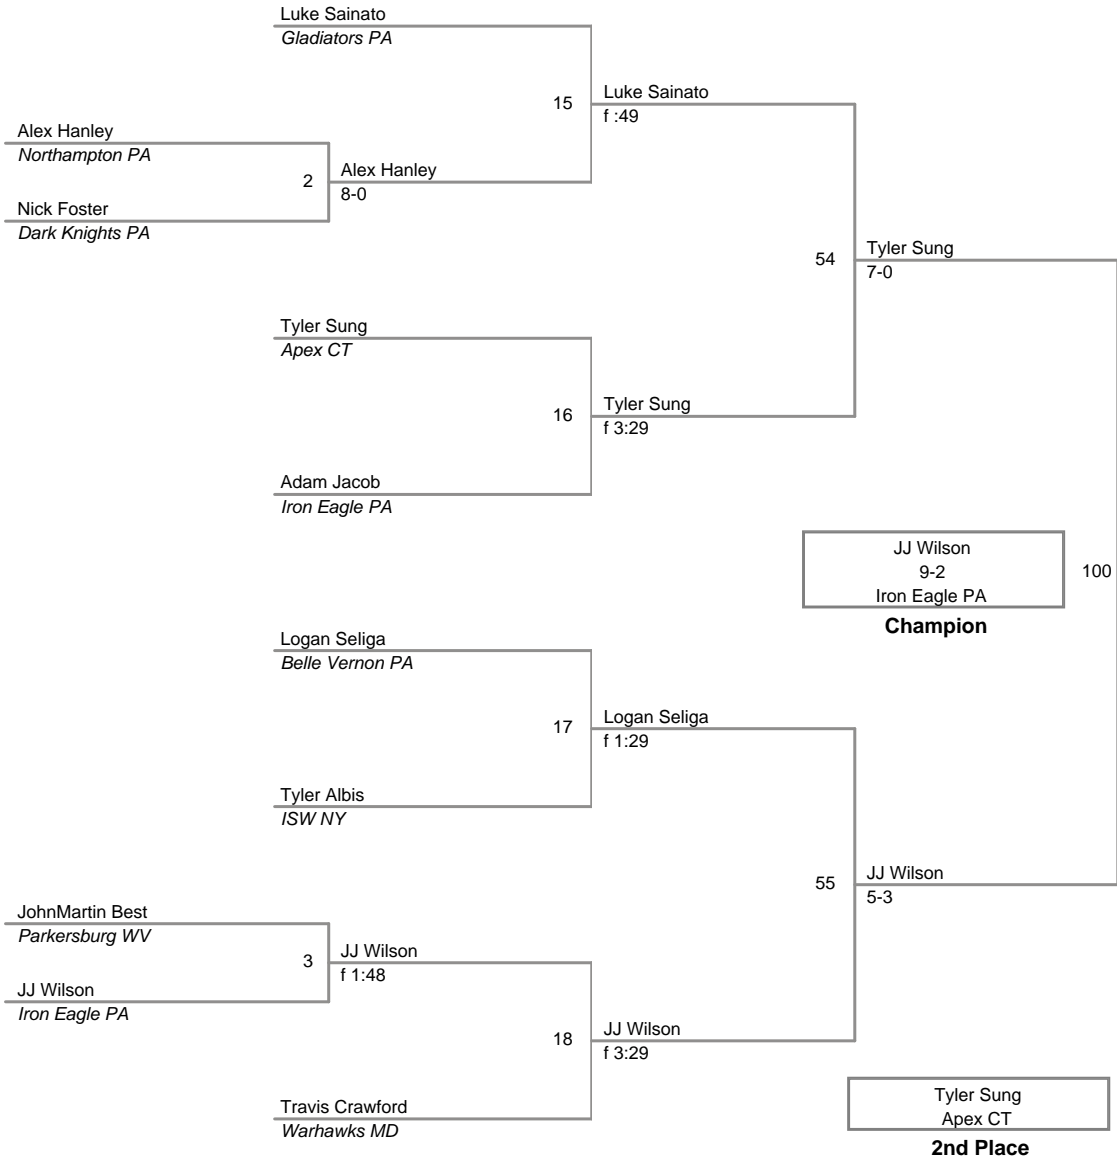 Luke Sainato
Gladiators PA
15
Luke Sainato
f :49
Alex Hanley
Northampton PA
2
Alex Hanley
8-0
Nick Foster
Dark Knights PA
54
Tyler Sung
7-0
Tyler Sung
Apex CT
16
Tyler Sung
f 3:29
Adam Jacob
Iron Eagle PA
JJ Wilson
9-2
Iron Eagle PA
Champion
100
Logan Seliga
Belle Vernon PA
17
Logan Seliga
f 1:29
Tyler Albis
ISW NY
55
JJ Wilson
5-3
JohnMartin Best
Parkersburg WV
3
JJ Wilson
f 1:48
JJ Wilson
Iron Eagle PA
18
JJ Wilson
f 3:29
Travis Crawford
Warhawks MD
Tyler Sung
Apex CT
2nd Place